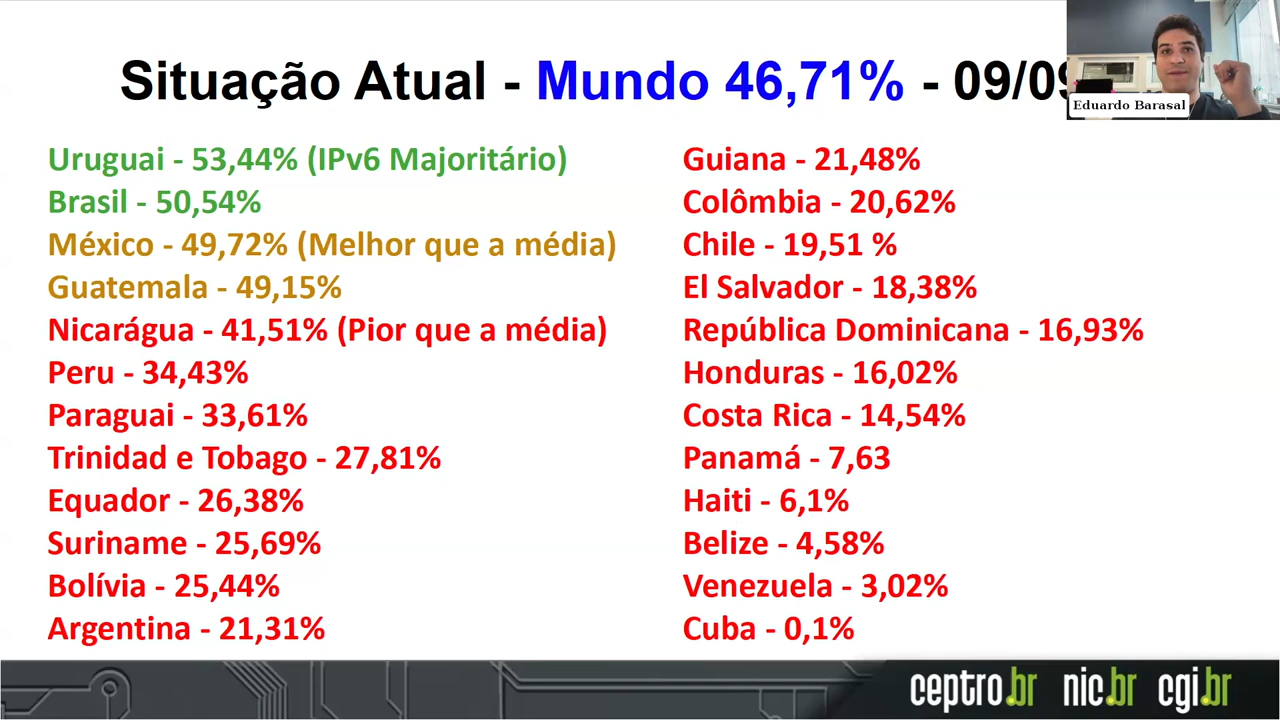 Situação Atual - Mundo 46,71% - 09/09
Eduardo Barasal
Uruguai - 53,44% (IPv6 Majoritário)
Brasil - 50,54%
México - 49,72% (Melhor que a média)
Guatemala - 49,15%
Nicarágua - 41,51% (Pior que a média)
Peru - 34,43%
Paraguai - 33,61%
Trinidad e Tobago - 27,81%
Equador - 26,38%
Suriname - 25,69%
Bolívia - 25,44%
Argentina - 21,31%
Guiana - 21,48%
Colômbia - 20,62%
Chile - 19,51 %
El Salvador - 18,38%
República Dominicana - 16,93%
Honduras - 16,02%
Costa Rica - 14,54%
Panamá - 7,63
Haiti - 6,1%
Belize - 4,58%
Venezuela - 3,02%
Cuba - 0,1%
ceptro.br nic.br cgi.br